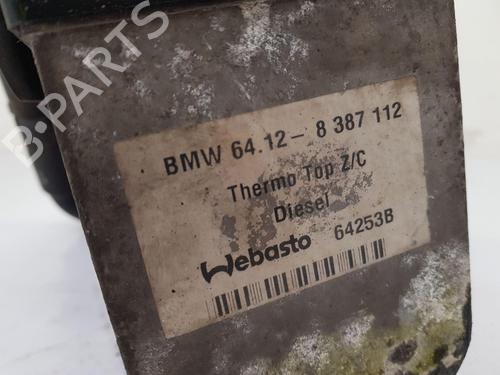 B-PARTS
BMW 64.12- 8 387 112
Thermo Top Z/C
Diesel
Webasto 64253B